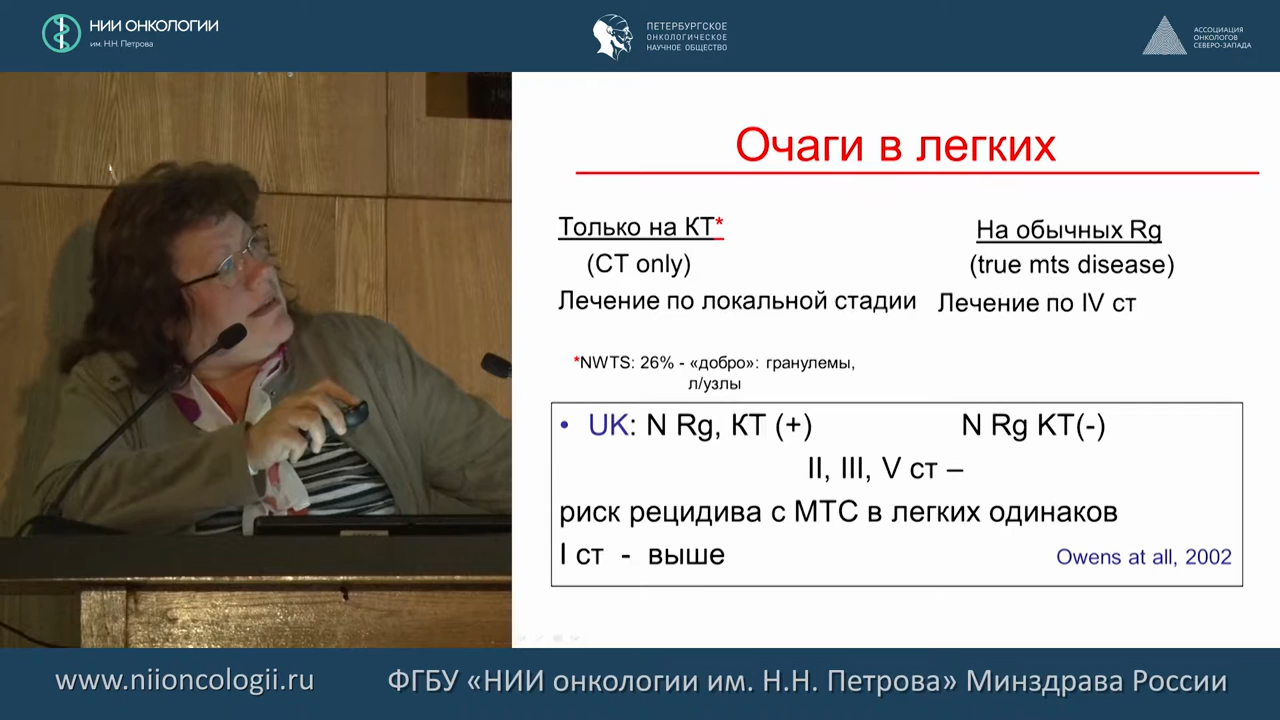 НИИ ОНКОЛОГИИ
им. Н.Н. Петрова
ПЕТЕРБУРГСКОЕ
ОНКОЛОГИЧЕСКОЕ
НАУЧНОЕ ОБЩЕСТВО
АССОЦИАЦИЯ
ОНКОЛОГОВ
СЕВЕРО-ЗАПАДА
Очаги в легких
Только на КТ*
(CT only)
Лечение по локальной стадии
На обычных Rg
(true mts disease)
Лечение по IV ст
*NWTS: 26% - «добро»: гранулемы,
л/узлы
• UK: N Rg, КТ (+) N Rg КТ(-)
II, III, V ст –
риск рецидива с МТС в легких одинаков
I ст - выше
Owens at all, 2002
www.niioncologii.ru
ФГБУ «НИИ онкологии им. Н.Н. Петрова» Минздрава России